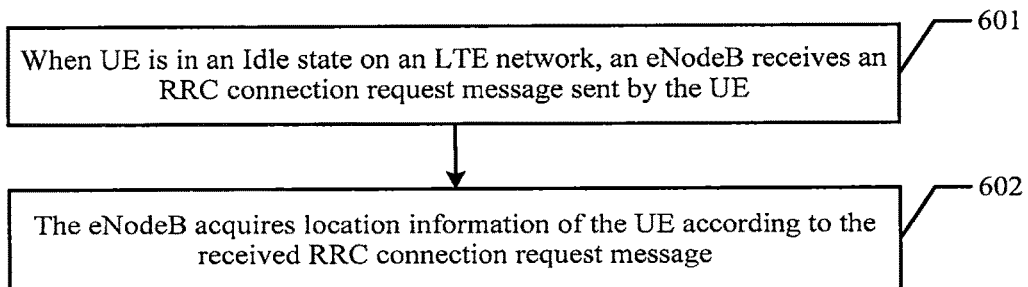 601
When UE is in an Idle state on an LTE network, an eNodeB receives an
RRC connection request message sent by the UE
602
The eNodeB acquires location information of the UE according to the
received RRC connection request message